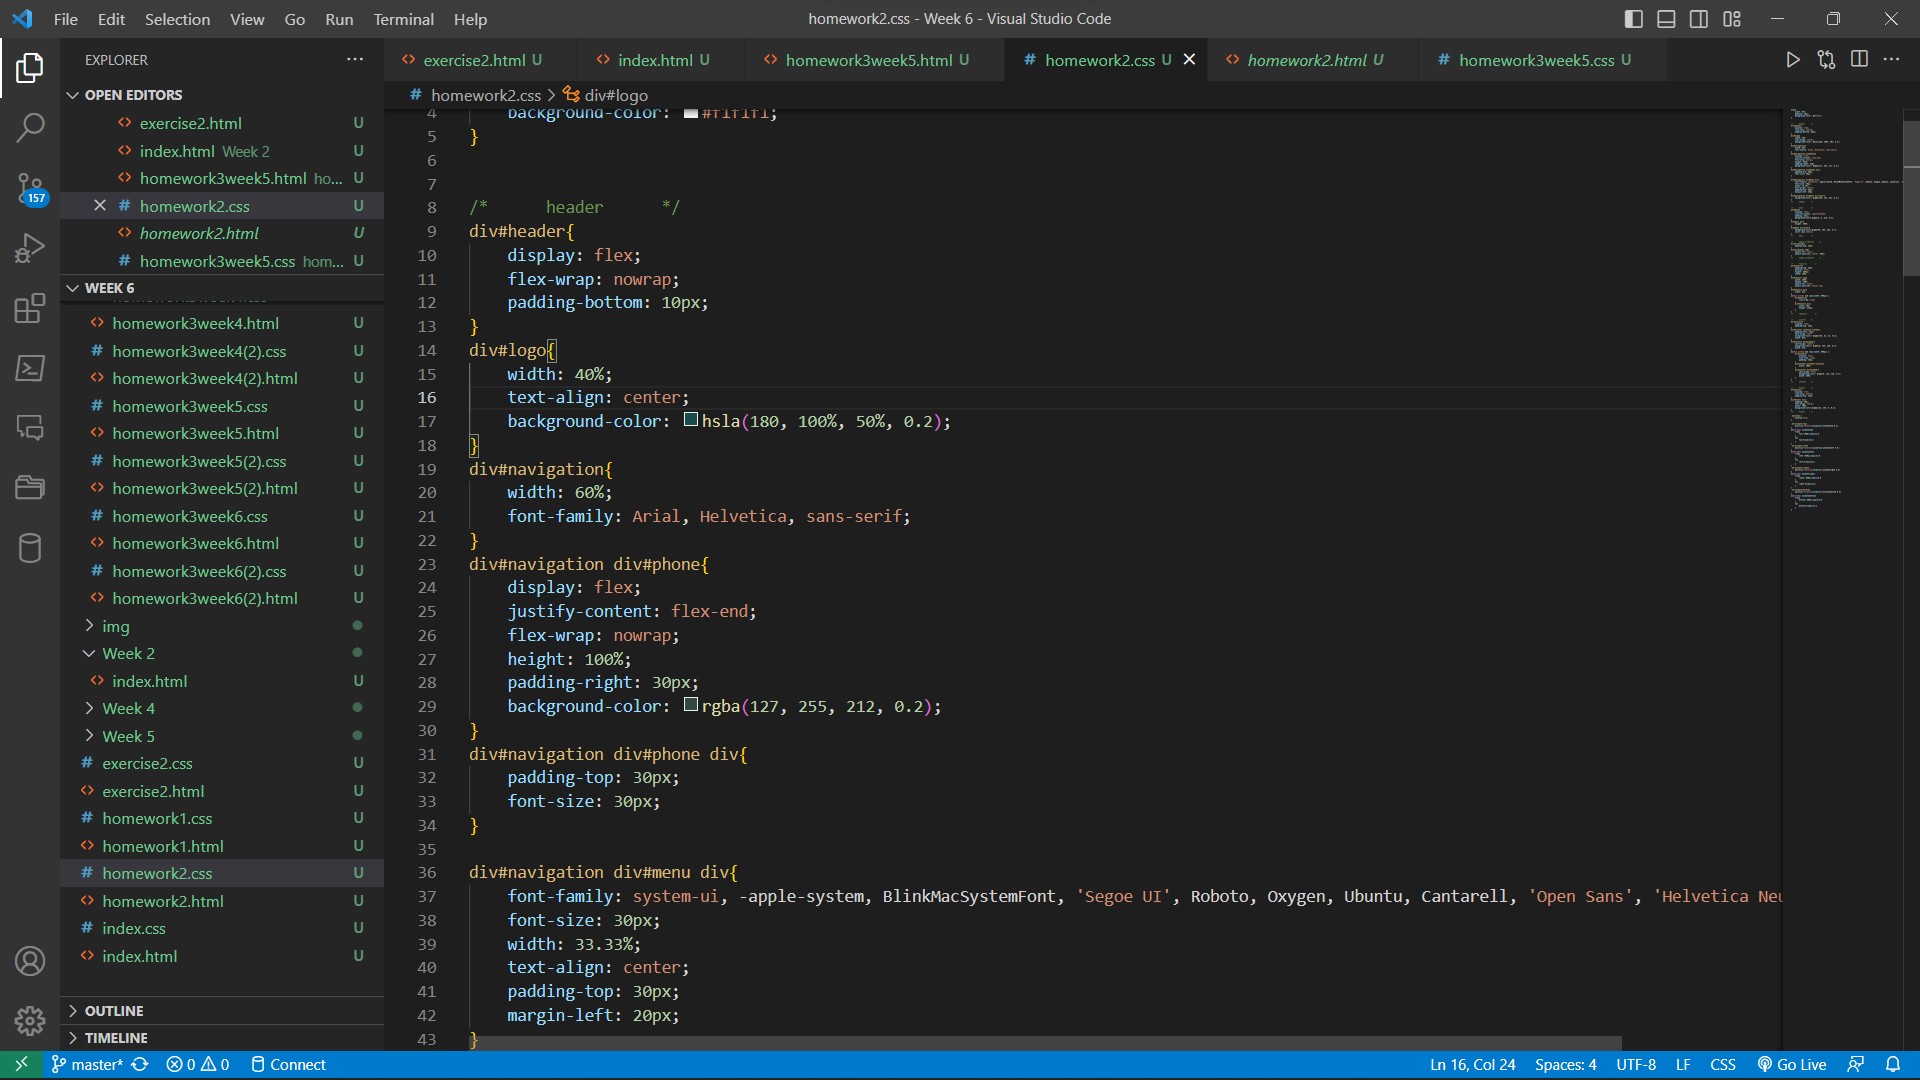 File Edit Selection View Go Run Terminal Help
homework2.css - Week 6 - Visual Studio Code
EXPLORER
OPEN EDITORS
exercise2.html U
index.html Week 2 U
homework3week5.html ho... U
homework2.css U
homework2.html U
homework3week5.css hom... U
WEEK 6
homework3week4.html U
homework3week4(2).css U
homework3week4(2).html U
homework3week5.css U
homework3week5.html U
homework3week5(2).css U
homework3week5(2).html U
homework3week6.css U
homework3week6.html U
homework3week6(2).css U
homework3week6(2).html U
img
Week 2
index.html U
Week 4
Week 5
exercise2.css U
exercise2.html U
homework1.css U
homework1.html U
homework2.css U
homework2.html U
index.css U
index.html U
OUTLINE
TIMELINE
157
exercise2.html U index.html U homework3week5.html U homework2.css U homework2.html U homework3week5.css U
homework2.css > div#logo
4 background-color: #f1f1f1;
5 }
6
7
8 /* header */
9 div#header{
10 display: flex;
11 flex-wrap: nowrap;
12 padding-bottom: 10px;
13 }
14 div#logo{
15 width: 40%;
16 text-align: center;
17 background-color: hsla(180, 100%, 50%, 0.2);
18 }
19 div#navigation{
20 width: 60%;
21 font-family: Arial, Helvetica, sans-serif;
22 }
23 div#navigation div#phone{
24 display: flex;
25 justify-content: flex-end;
26 flex-wrap: nowrap;
27 height: 100%;
28 padding-right: 30px;
29 background-color: rgba(127, 255, 212, 0.2);
30 }
31 div#navigation div#phone div{
32 padding-top: 30px;
33 font-size: 30px;
34 }
35
36 div#navigation div#menu div{
37 font-family: system-ui, -apple-system, BlinkMacSystemFont, 'Segoe UI', Roboto, Oxygen, Ubuntu, Cantarell, 'Open Sans', 'Helvetica Neu
38 font-size: 30px;
39 width: 33.33%;
40 text-align: center;
41 padding-top: 30px;
42 margin-left: 20px;
43 }
master* 0 0 Connect
Ln 16, Col 24 Spaces: 4 UTF-8 LF CSS Go Live